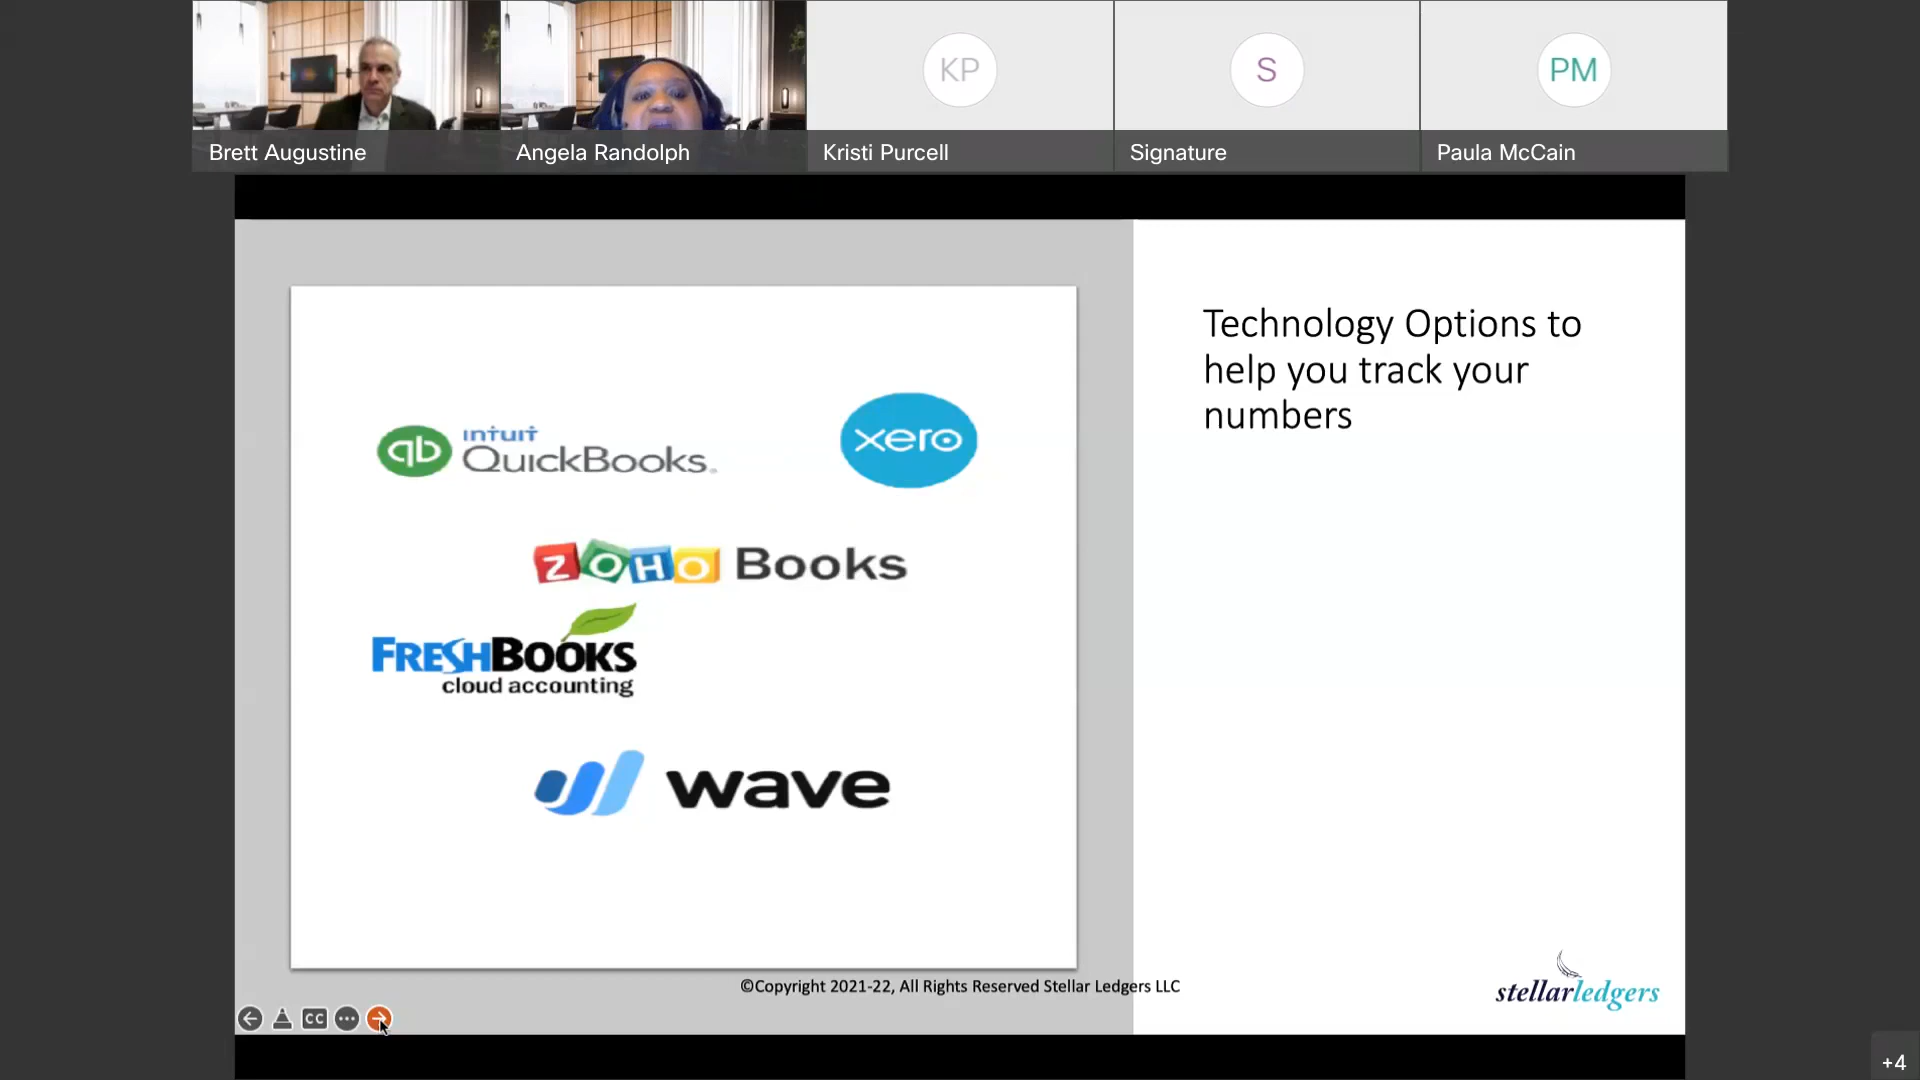 KP
S
PM
Brett Augustine
Angela Randolph
Kristi Purcell
Signature
Paula McCain
Technology Options to
help you track your
numbers
qb
intuit
QuickBooks.
xero
ZOHO Books
FRESHBOOKS
cloud accounting
wave
©Copyright 2021-22, All Rights Reserved Stellar Ledgers LLC
stellarledgers
CC
+4